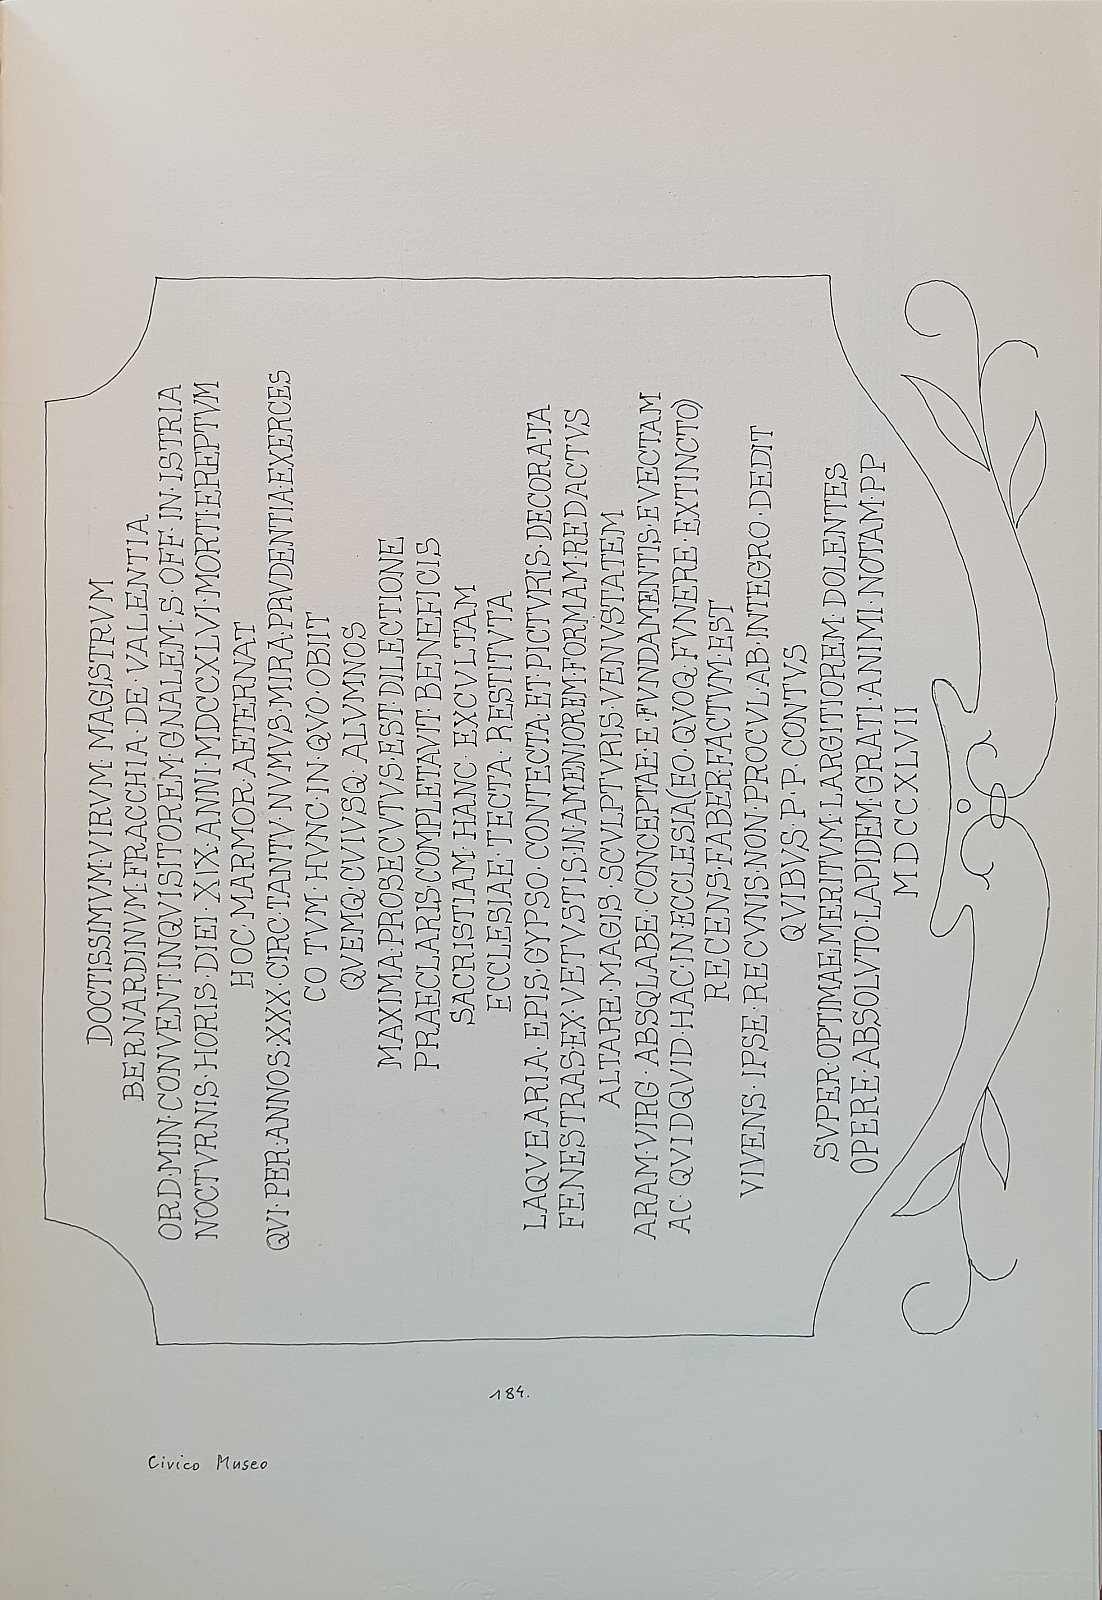 DOCTISSIMVM·VIRVM MAGISTRVM
BERNARDINVM·FRACCHIA·DE·VALENTIA
ORD·MIN·CONVENT·INQVISITOREM·GNALEM·S·OFF·IN·ISTRIA
NOCTVRNIS·HORIS·DIEI·XIX·ANNI·MDCCXLVI·MORTI·EREPTVM
HOC·MARMOR·AETERNAT
QVI·PER·ANNOS·XXX·CIRC·TANTV·NVMVS·MIRA·PRVDENTIA·EXERCES
CO TVM·HVNC·IN·QVO·OBIIT
QVEMQ·CVIVSQ·ALVMNOS
MAXIMA·PROSECVTVS·EST·DILECTIONE
PRAECLARIS·COMPLETAVIT·BENEFICIS
SACRISTIAM·HANC·EXCVLTAM
ECCLESIAE·TECTA·RESTITVTA
LAQVEARIA·EPIS·GYPSO·CONTECTA·ET·PICTVRIS·DECORATA
FENESTRAS·EX·VETVSTIS·IN·AMENIOREM·FORMAM·REDACTVS
ALTARE·MAGIS·SCVLPTVRIS·VENVSTATEM
ARAM·VIRG·ABSQ·LABE·CONCEPTAE·E·FVNDAMENTIS·EVECTAM
AC·QVIDQVID·HAC·IN·ECCLESIA(EO·QVOQ·FVNERE·EXTINCTO)
RECENS·FABER·FACTVM·EST
VIVENS·IPSE·RECVNIS·NON·PROCVL·AB·INTEGRO·DEDIT
QVIBVS·P·P·CONTVS
SVPER·OPTIMAE·MERITVM·LARGITIOREM·DOLENTES
OPERE·ABSOLVTO·LAPIDEM·GRATI·ANIMI·NOTAM·PP
MDCCXLVII
184.
Civico Museo